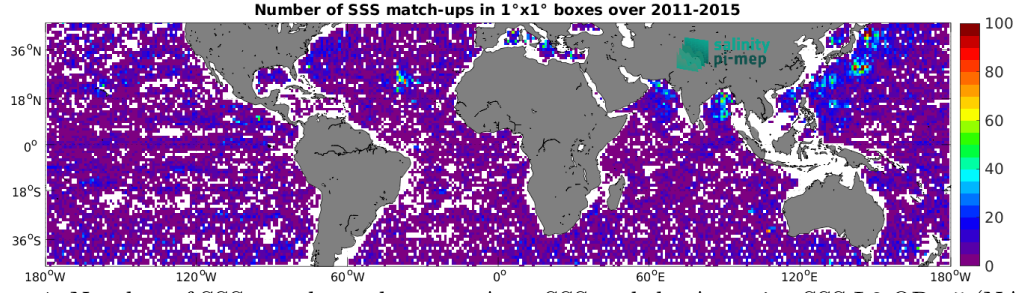 Number of SSS match-ups in 1°x1° boxes over 2011-2015
salinity
pi-mep
36°N
18°N
0°
18°S
36°S
180°W
120°W
60°W
0°
60°E
120°E
180°W
100
80
60
40
20
0